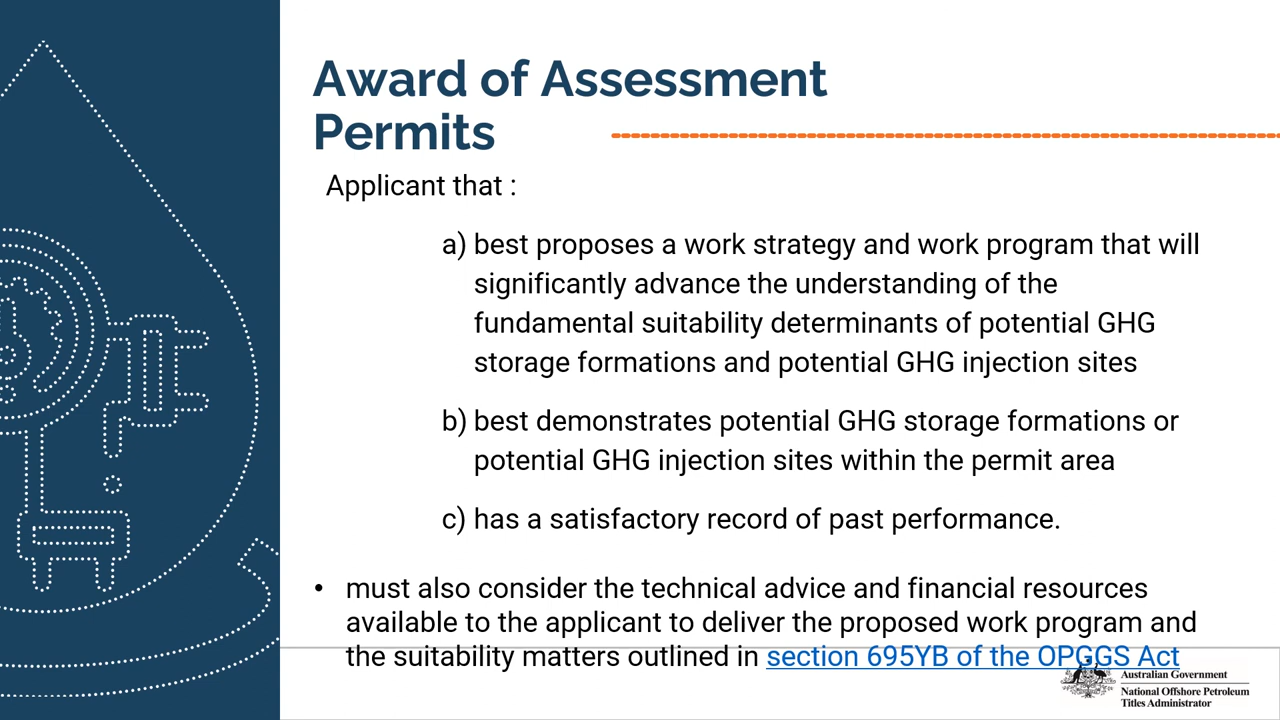 Award of Assessment
Permits
Applicant that :
a) best proposes a work strategy and work program that will
significantly advance the understanding of the
fundamental suitability determinants of potential GHG
storage formations and potential GHG injection sites
b) best demonstrates potential GHG storage formations or
potential GHG injection sites within the permit area
c) has a satisfactory record of past performance.
• must also consider the technical advice and financial resources
available to the applicant to deliver the proposed work program and
the suitability matters outlined in section 695YB of the OPGGS Act
Australian Government
National Offshore Petroleum
Titles Administrator